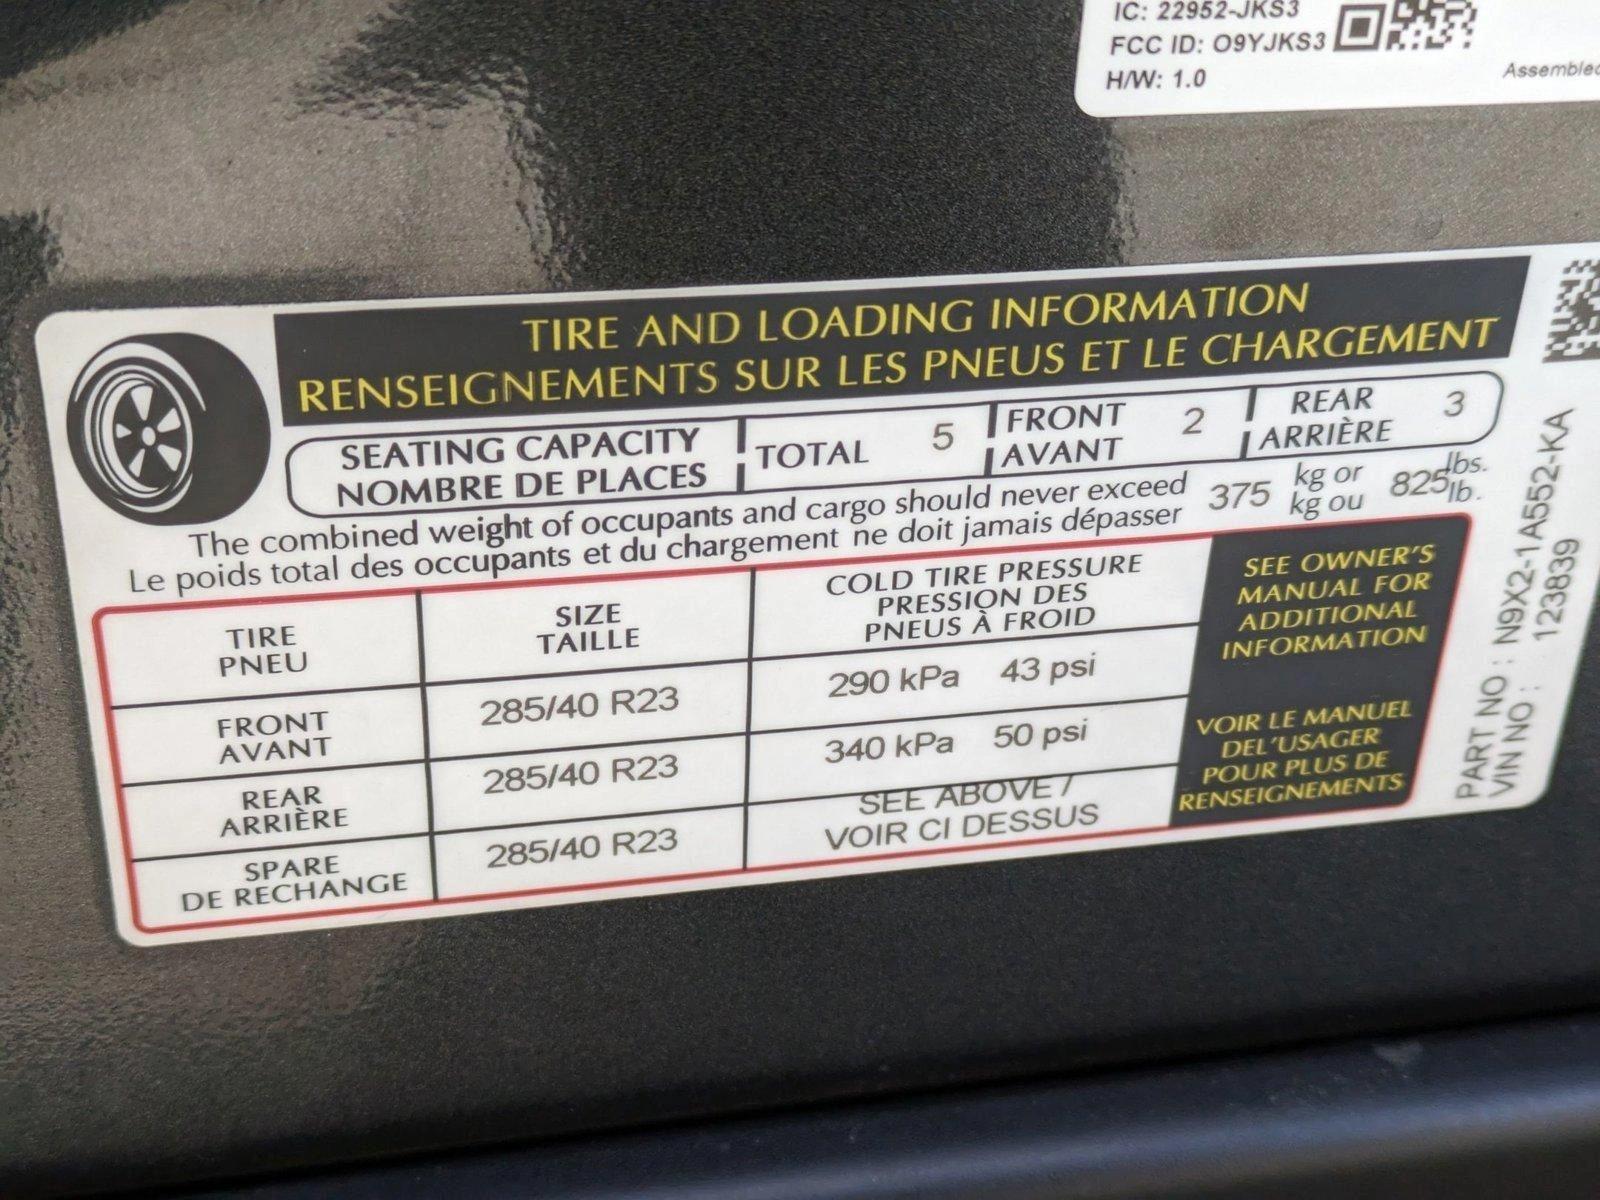 IC: 22952-JKS3
FCC ID: O9YJKS3
H/W: 1.0
Assembled
TIRE AND LOADING INFORMATION
RENSEIGNEMENTS SUR LES PNEUS ET LE CHARGEMENT
SEATING CAPACITY
NOMBRE DE PLACES
TOTAL 5
FRONT
AVANT
2
REAR
ARRIÈRE
3
The combined weight of occupants and cargo should never exceed
Le poids total des occupants et du chargement ne doit jamais dépasser
375 kg or
kg ou
825 lbs.
lb.
TIRE
PNEU
SIZE
TAILLE
COLD TIRE PRESSURE
PRESSION DES
PNEUS À FROID
FRONT
AVANT
285/40 R23
290 kPa 43 psi
REAR
ARRIÈRE
285/40 R23
340 kPa 50 psi
SPARE
DE RECHANGE
285/40 R23
SEE ABOVE /
VOIR CI DESSUS
SEE OWNER'S
MANUAL FOR
ADDITIONAL
INFORMATION
VOIR LE MANUEL
DEL'USAGER
POUR PLUS DE
RENSEIGNEMENTS
PART NO : N9X2-1A552-KA
VIN NO : 123839